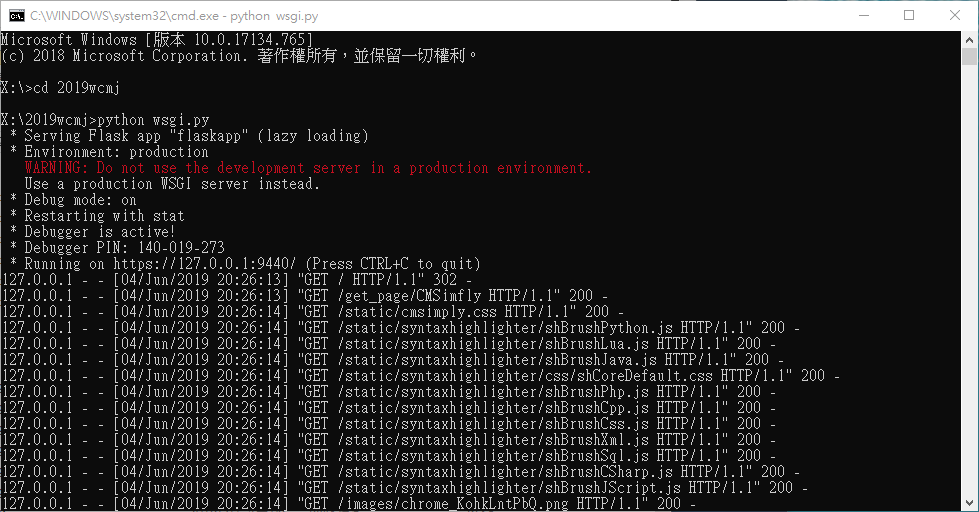 C:\WINDOWS\system32\cmd.exe - python wsgi.py
Microsoft Windows [版本 10.0.17134.765]
(c) 2018 Microsoft Corporation. 著作權所有，並保留一切權利。
X:\>cd 2019wcmj
X:\2019wcmj>python wsgi.py
* Serving Flask app "flaskapp" (lazy loading)
* Environment: production
WARNING: Do not use the development server in a production environment.
Use a production WSGI server instead.
* Debug mode: on
* Restarting with stat
* Debugger is active!
* Debugger PIN: 140-019-273
* Running on https://127.0.0.1:9440/ (Press CTRL+C to quit)
127.0.0.1 - - [04/Jun/2019 20:26:13] "GET / HTTP/1.1" 302 -
127.0.0.1 - - [04/Jun/2019 20:26:13] "GET /get_page/CMSimfly HTTP/1.1" 200 -
127.0.0.1 - - [04/Jun/2019 20:26:14] "GET /static/cmsimply.css HTTP/1.1" 200 -
127.0.0.1 - - [04/Jun/2019 20:26:14] "GET /static/syntaxhighlighter/shBrushPython.js HTTP/1.1" 200 -
127.0.0.1 - - [04/Jun/2019 20:26:14] "GET /static/syntaxhighlighter/shBrushLua.js HTTP/1.1" 200 -
127.0.0.1 - - [04/Jun/2019 20:26:14] "GET /static/syntaxhighlighter/shBrushJava.js HTTP/1.1" 200 -
127.0.0.1 - - [04/Jun/2019 20:26:14] "GET /static/syntaxhighlighter/css/shCoreDefault.css HTTP/1.1" 200 -
127.0.0.1 - - [04/Jun/2019 20:26:14] "GET /static/syntaxhighlighter/shBrushPhp.js HTTP/1.1" 200 -
127.0.0.1 - - [04/Jun/2019 20:26:14] "GET /static/syntaxhighlighter/shBrushCpp.js HTTP/1.1" 200 -
127.0.0.1 - - [04/Jun/2019 20:26:14] "GET /static/syntaxhighlighter/shBrushCss.js HTTP/1.1" 200 -
127.0.0.1 - - [04/Jun/2019 20:26:14] "GET /static/syntaxhighlighter/shBrushXml.js HTTP/1.1" 200 -
127.0.0.1 - - [04/Jun/2019 20:26:14] "GET /static/syntaxhighlighter/shBrushSql.js HTTP/1.1" 200 -
127.0.0.1 - - [04/Jun/2019 20:26:14] "GET /static/syntaxhighlighter/shBrushCSharp.js HTTP/1.1" 200 -
127.0.0.1 - - [04/Jun/2019 20:26:14] "GET /static/syntaxhighlighter/shBrushJScript.js HTTP/1.1" 200 -
127.0.0.1 - - [04/Jun/2019 20:26:14] "GET /images/chrome_KohkLntPbQ.png HTTP/1.1" 200 -